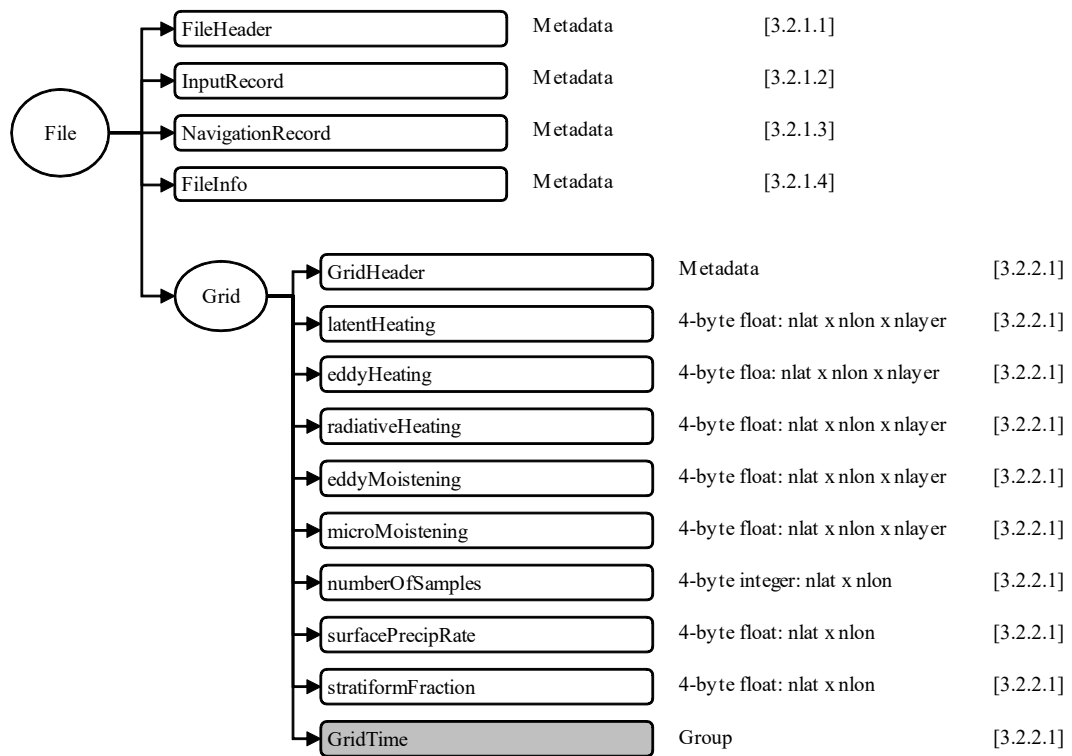 FileHeader Metadata [3.2.1.1]
InputRecord Metadata [3.2.1.2]
File NavigationRecord Metadata [3.2.1.3]
FileInfo Metadata [3.2.1.4]
GridHeader Metadata [3.2.2.1]
Grid
latentHeating 4-byte float: nlat x nlon x nlayer [3.2.2.1]
eddyHeating 4-byte floa: nlat x nlon x nlayer [3.2.2.1]
radiativeHeating 4-byte float: nlat x nlon x nlayer [3.2.2.1]
eddyMoistening 4-byte float: nlat x nlon x nlayer [3.2.2.1]
microMoistening 4-byte float: nlat x nlon x nlayer [3.2.2.1]
numberOfSamples 4-byte integer: nlat x nlon [3.2.2.1]
surfacePrecipRate 4-byte float: nlat x nlon [3.2.2.1]
stratiformFraction 4-byte float: nlat x nlon [3.2.2.1]
GridTime Group [3.2.2.1]